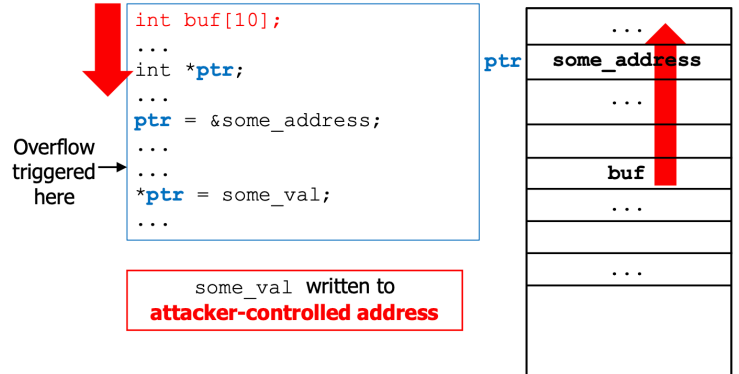 int buf[10];
...
int *ptr;
...
ptr = &some_address;
...
...
*ptr = some_val;
...
Overflow
triggered
here
some_val written to
attacker-controlled address
ptr
...
some_address
...
buf
...
...